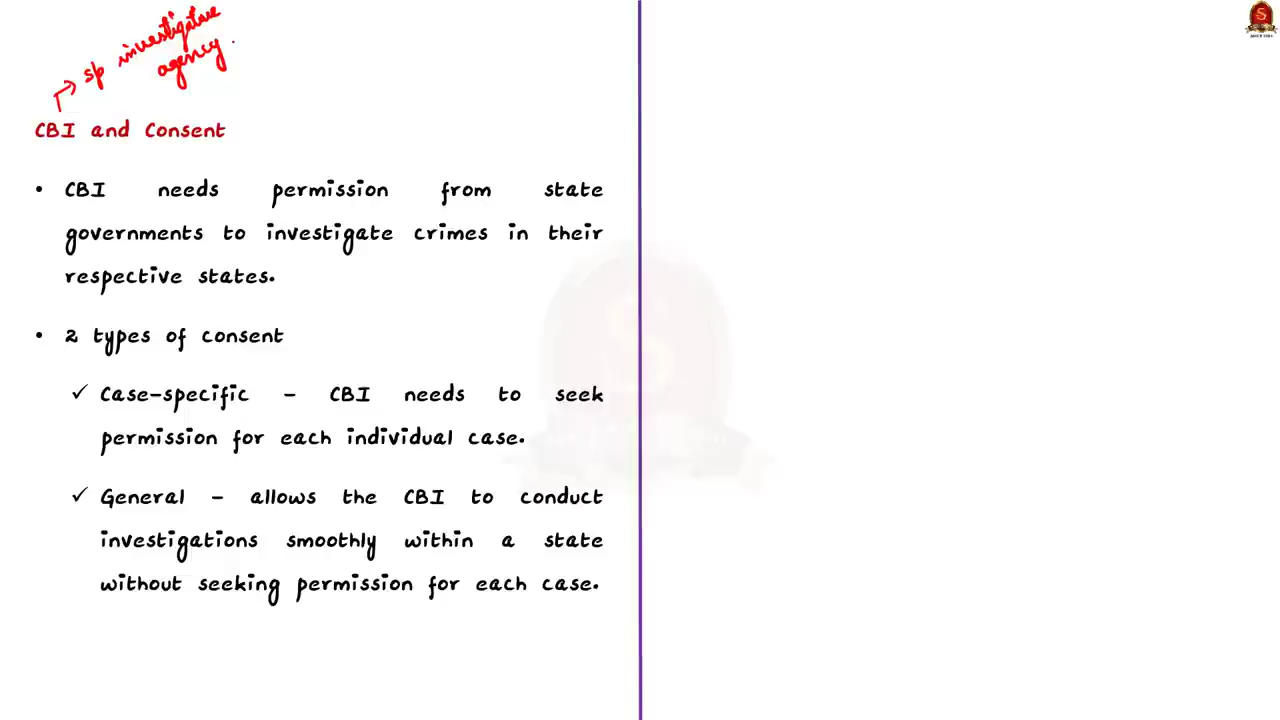 sp investigative
agency
CBI and Consent
• CBI needs permission from state
governments to investigate crimes in their
respective states.
• 2 types of consent
✓ Case-specific - CBI needs to seek
permission for each individual case.
✓ General - allows the CBI to conduct
investigations smoothly within a state
without seeking permission for each case.